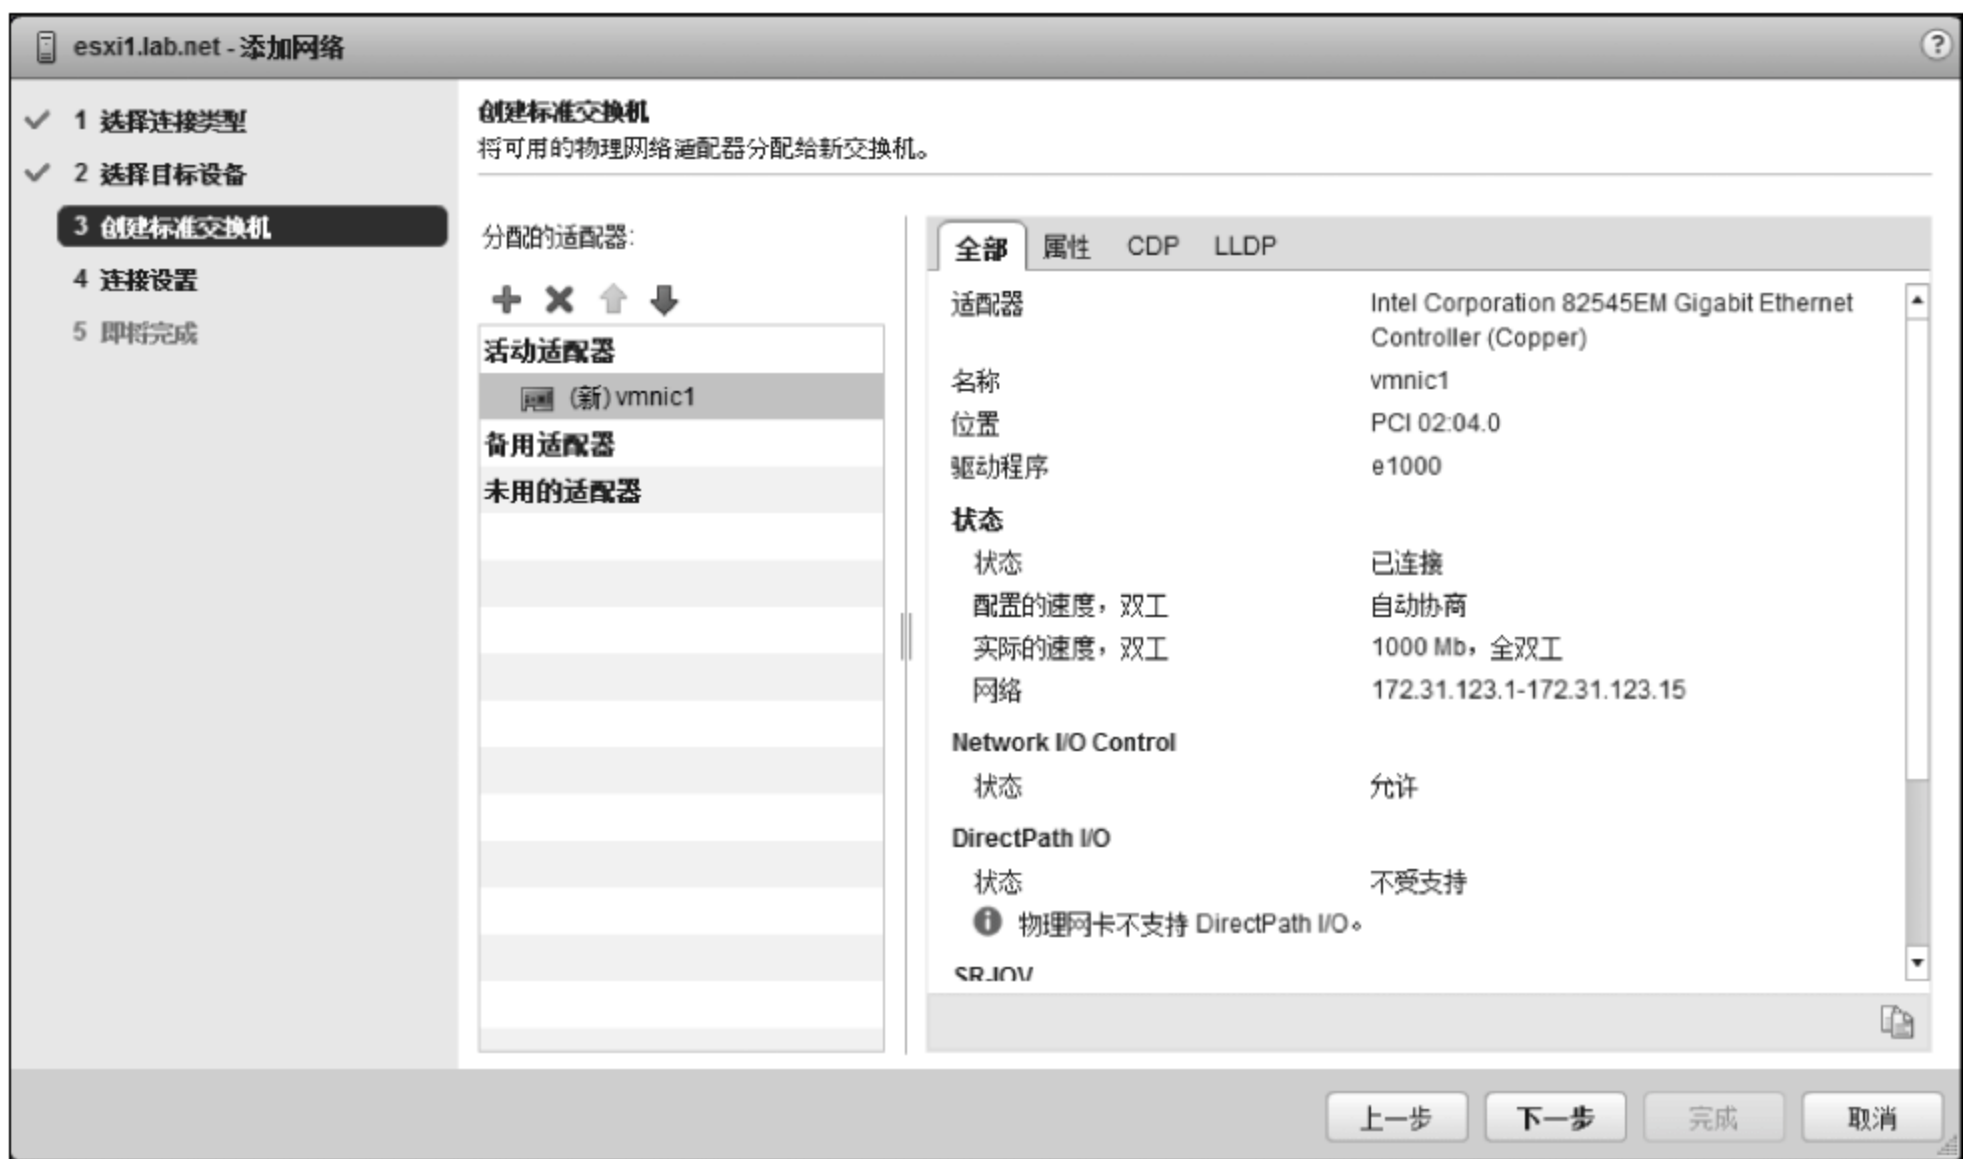 esxi1.lab.net - 添加网络
?
1 选择连接类型
2 选择目标设备
3 创建标准交换机
4 连接设置
5 即将完成
创建标准交换机
将可用的物理网络适配器分配给新交换机。
分配的适配器:
活动适配器
(新) vmnic1
备用适配器
未用的适配器
全部 属性 CDP LLDP
适配器 Intel Corporation 82545EM Gigabit Ethernet
Controller (Copper)
名称 vmnic1
位置 PCI 02:04.0
驱动程序 e1000
状态
状态 已连接
配置的速度，双工 自动协商
实际的速度，双工 1000 Mb，全双工
网络 172.31.123.1-172.31.123.15
Network I/O Control
状态 允许
DirectPath I/O
状态 不受支持
物理网卡不支持 DirectPath I/O。
SR-IOV
上一步 下一步 完成 取消